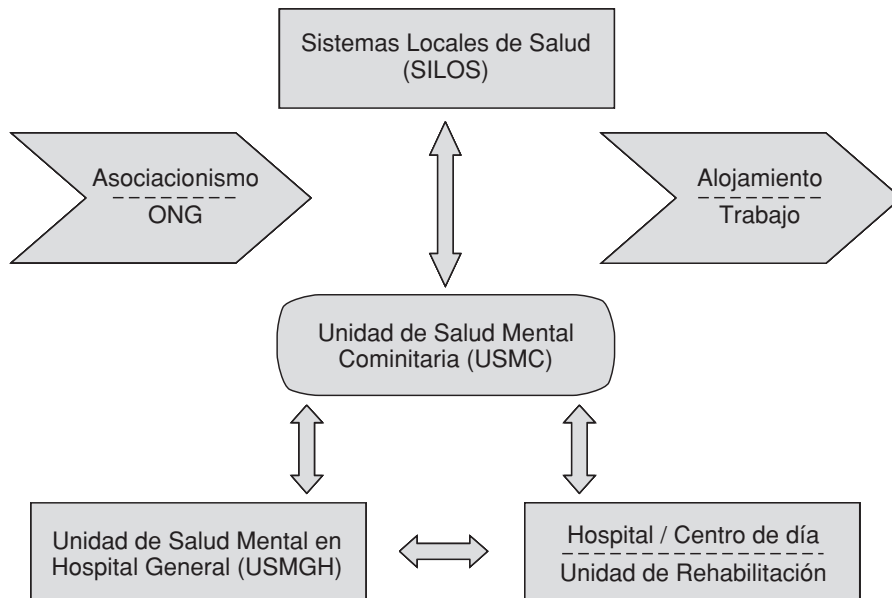 Sistemas Locales de Salud
(SILOS)
Asociacionismo
ONG
Alojamiento
Trabajo
Unidad de Salud Mental
Cominitaria (USMC)
Unidad de Salud Mental en
Hospital General (USMGH)
Hospital / Centro de día
Unidad de Rehabilitación